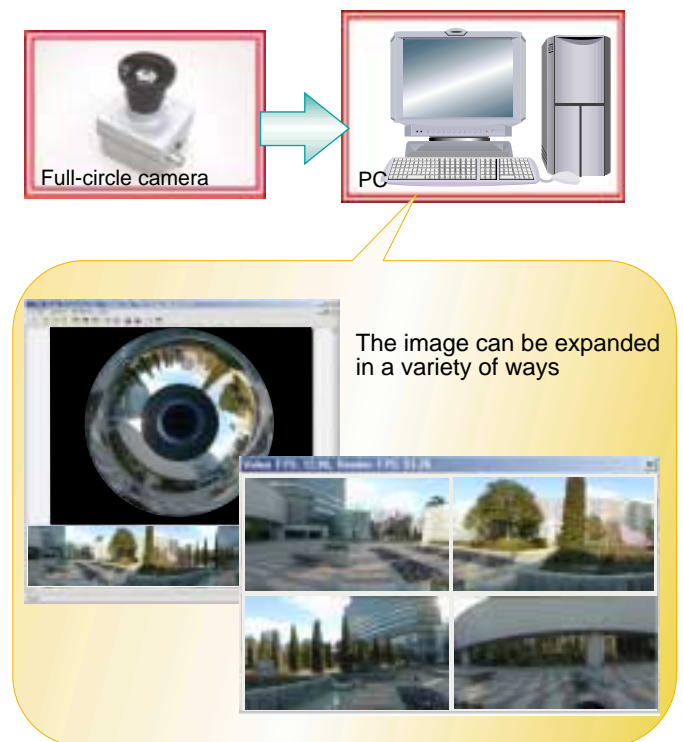 Full-circle camera
PC
The image can be expanded
in a variety of ways